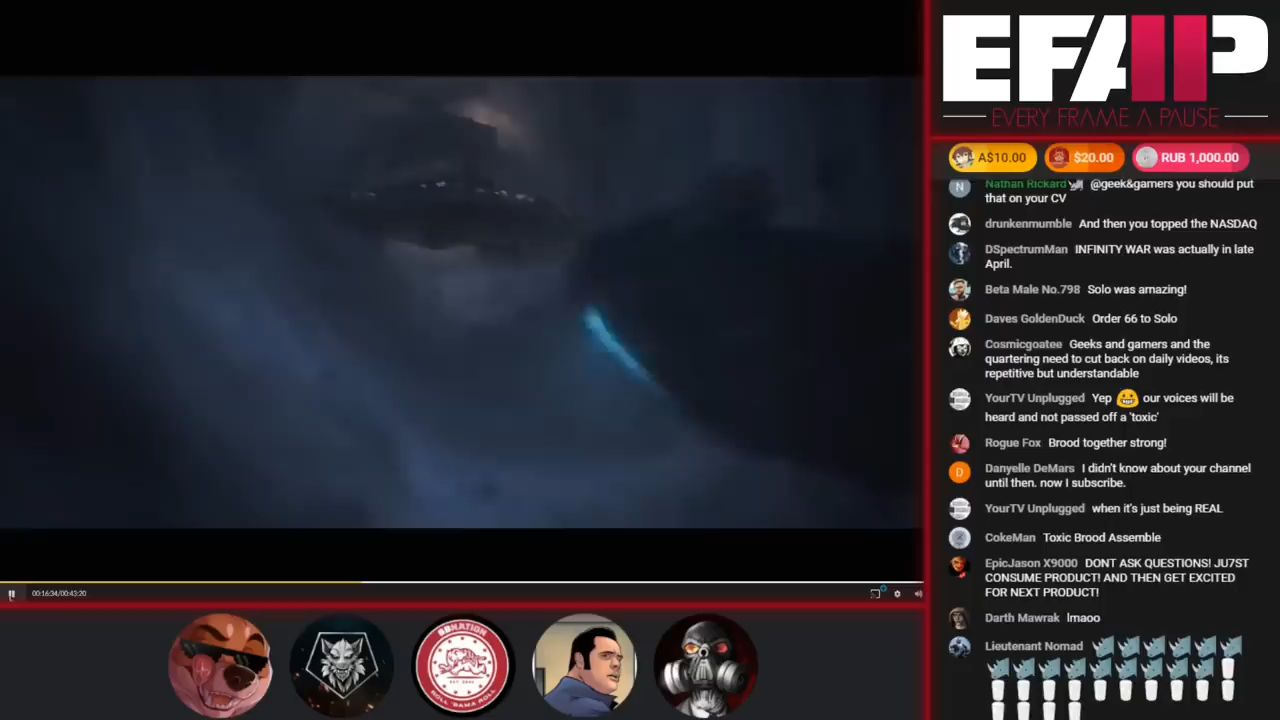 EFAP
EVERY FRAME A PAUSE
A$10.00
$20.00
RUB 1,000.00
Nathan Rickard @geek&gamers you should put
that on your CV
drunkenmumble And then you topped the NASDAQ
DSpectrumMan INFINITY WAR was actually in late
April.
Beta Male No.798 Solo was amazing!
Daves GoldenDuck Order 66 to Solo
Cosmicgoatee Geeks and gamers and the
quartering need to cut back on daily videos, its
repetitive but understandable
YourTV Unplugged Yep our voices will be
heard and not passed off a 'toxic'
Rogue Fox Brood together strong!
Danyelle DeMars I didn't know about your channel
until then. now I subscribe.
YourTV Unplugged when it's just being REAL
CokeMan Toxic Brood Assemble
EpicJason X9000 DONT ASK QUESTIONS! JU7ST
CONSUME PRODUCT! AND THEN GET EXCITED
FOR NEXT PRODUCT!
Darth Mawrak lmaoo
Lieutenant Nomad
00:16:34/00:43:20
N
D
BBNATION
ROLL 'BAMA ROLL